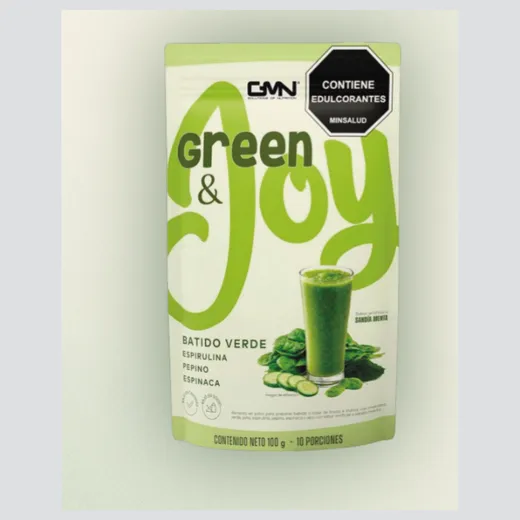 GMN
CONTIENE
EDULCORANTES
MINSALUD
Green
&
Joy
SANDÍA MENTA
BATIDO VERDE
ESPIRULINA
PEPINO
ESPINACA
CONTENIDO NETO 100 g - 10 PORCIONES